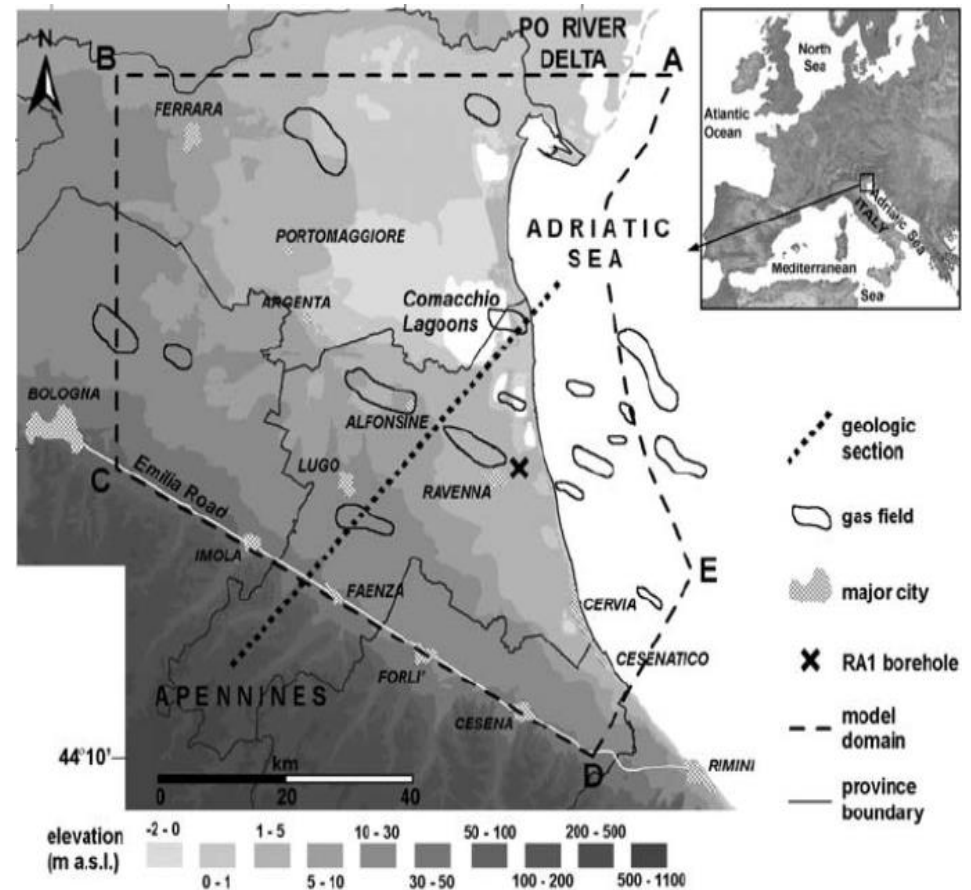 N
B
PO RIVER
DELTA
A
FERRARA
ADRIATIC
SEA
PORTOMAGGIORE
ARGENTA
Comacchio
Lagoons
BOLOGNA
ALFONSINE
C
Emilia Road
LUGO
RAVENNA
IMOLA
E
FAENZA
CERVIA
CESENATICO
FORLI'
APENNINES
CESENA
44°10'
km
0 20 40
D
RIMINI
North
Sea
Atlantic
Ocean
ITALY
Adriatic Sea
Mediterranean
Sea
geologic
section
gas field
major city
RA1 borehole
model
domain
province
boundary
elevation
(m a.s.l.)
-2 - 0 1 - 5 10 - 30 50 - 100 200 - 500
0 - 1 5 - 10 30 - 50 100 - 200 500 - 1100